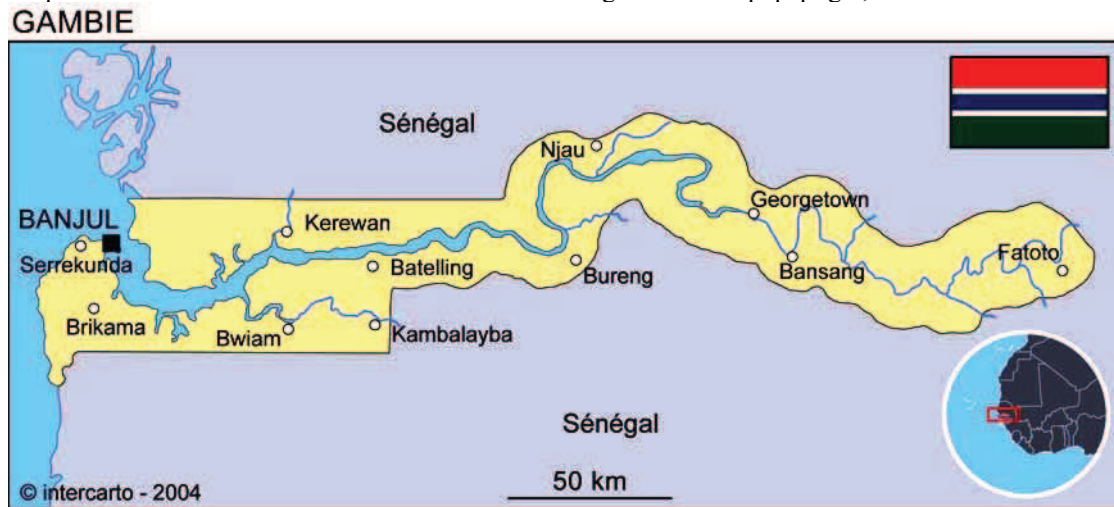 GAMBIE
Sénégal
Njau
Georgetown
BANJUL
Kerewan
Serrekunda
Batelling
Bureng
Bansang
Fatoto
Brikama
Bwiam
Kambalayba
Sénégal
50 km
© intercarto - 2004